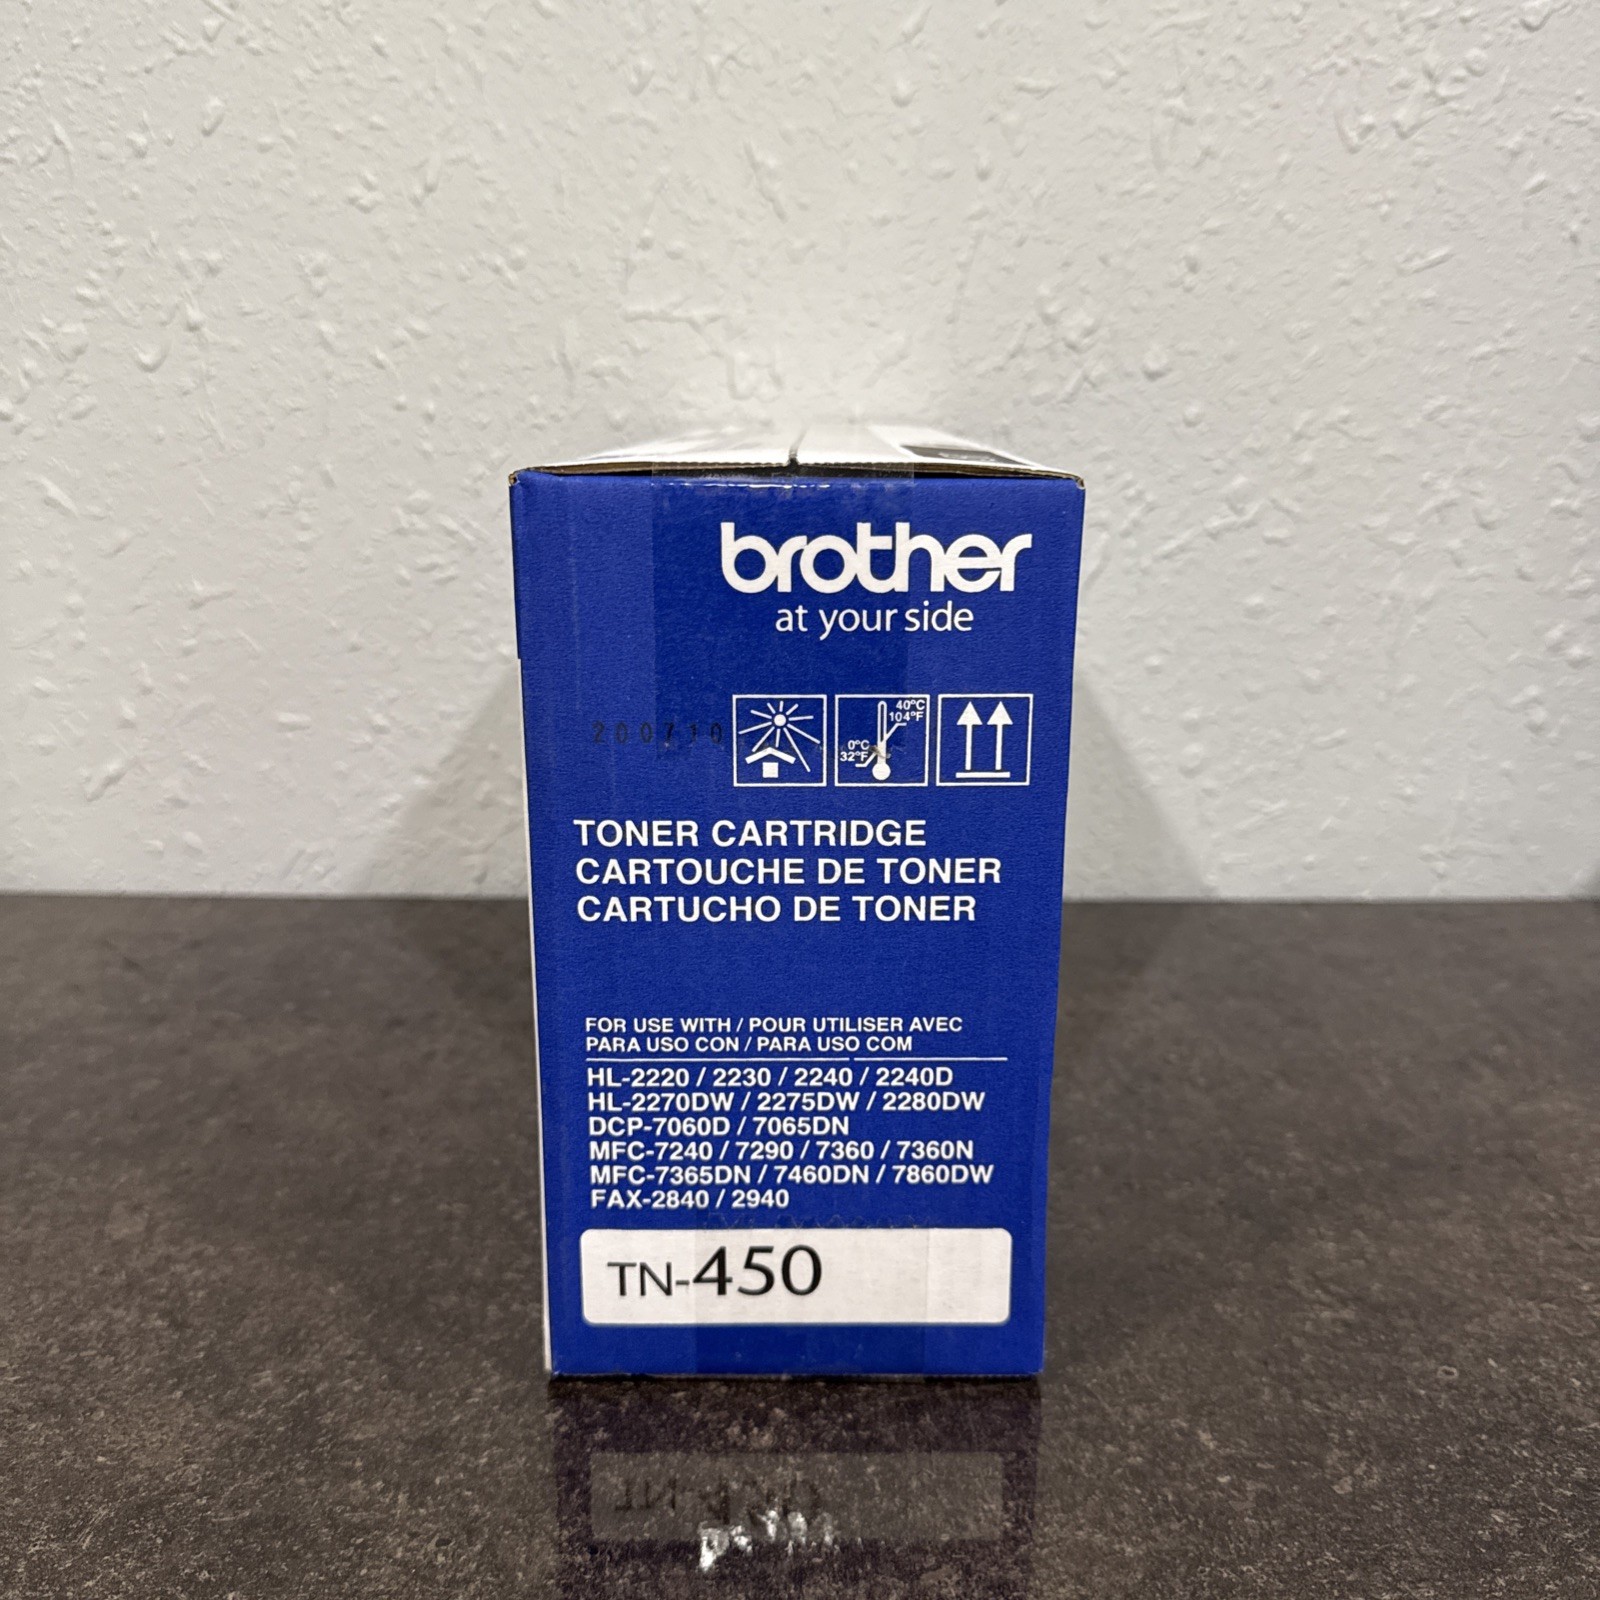 brother
at your side
200710
40°C
104°F
0°C
32°F
TONER CARTRIDGE
CARTOUCHE DE TONER
CARTUCHO DE TONER
FOR USE WITH / POUR UTILISER AVEC
PARA USO CON / PARA USO COM
HL-2220 / 2230 / 2240 / 2240D
HL-2270DW / 2275DW / 2280DW
DCP-7060D / 7065DN
MFC-7240 / 7290 / 7360 / 7360N
MFC-7365DN / 7460DN / 7860DW
FAX-2840 / 2940
TN-450